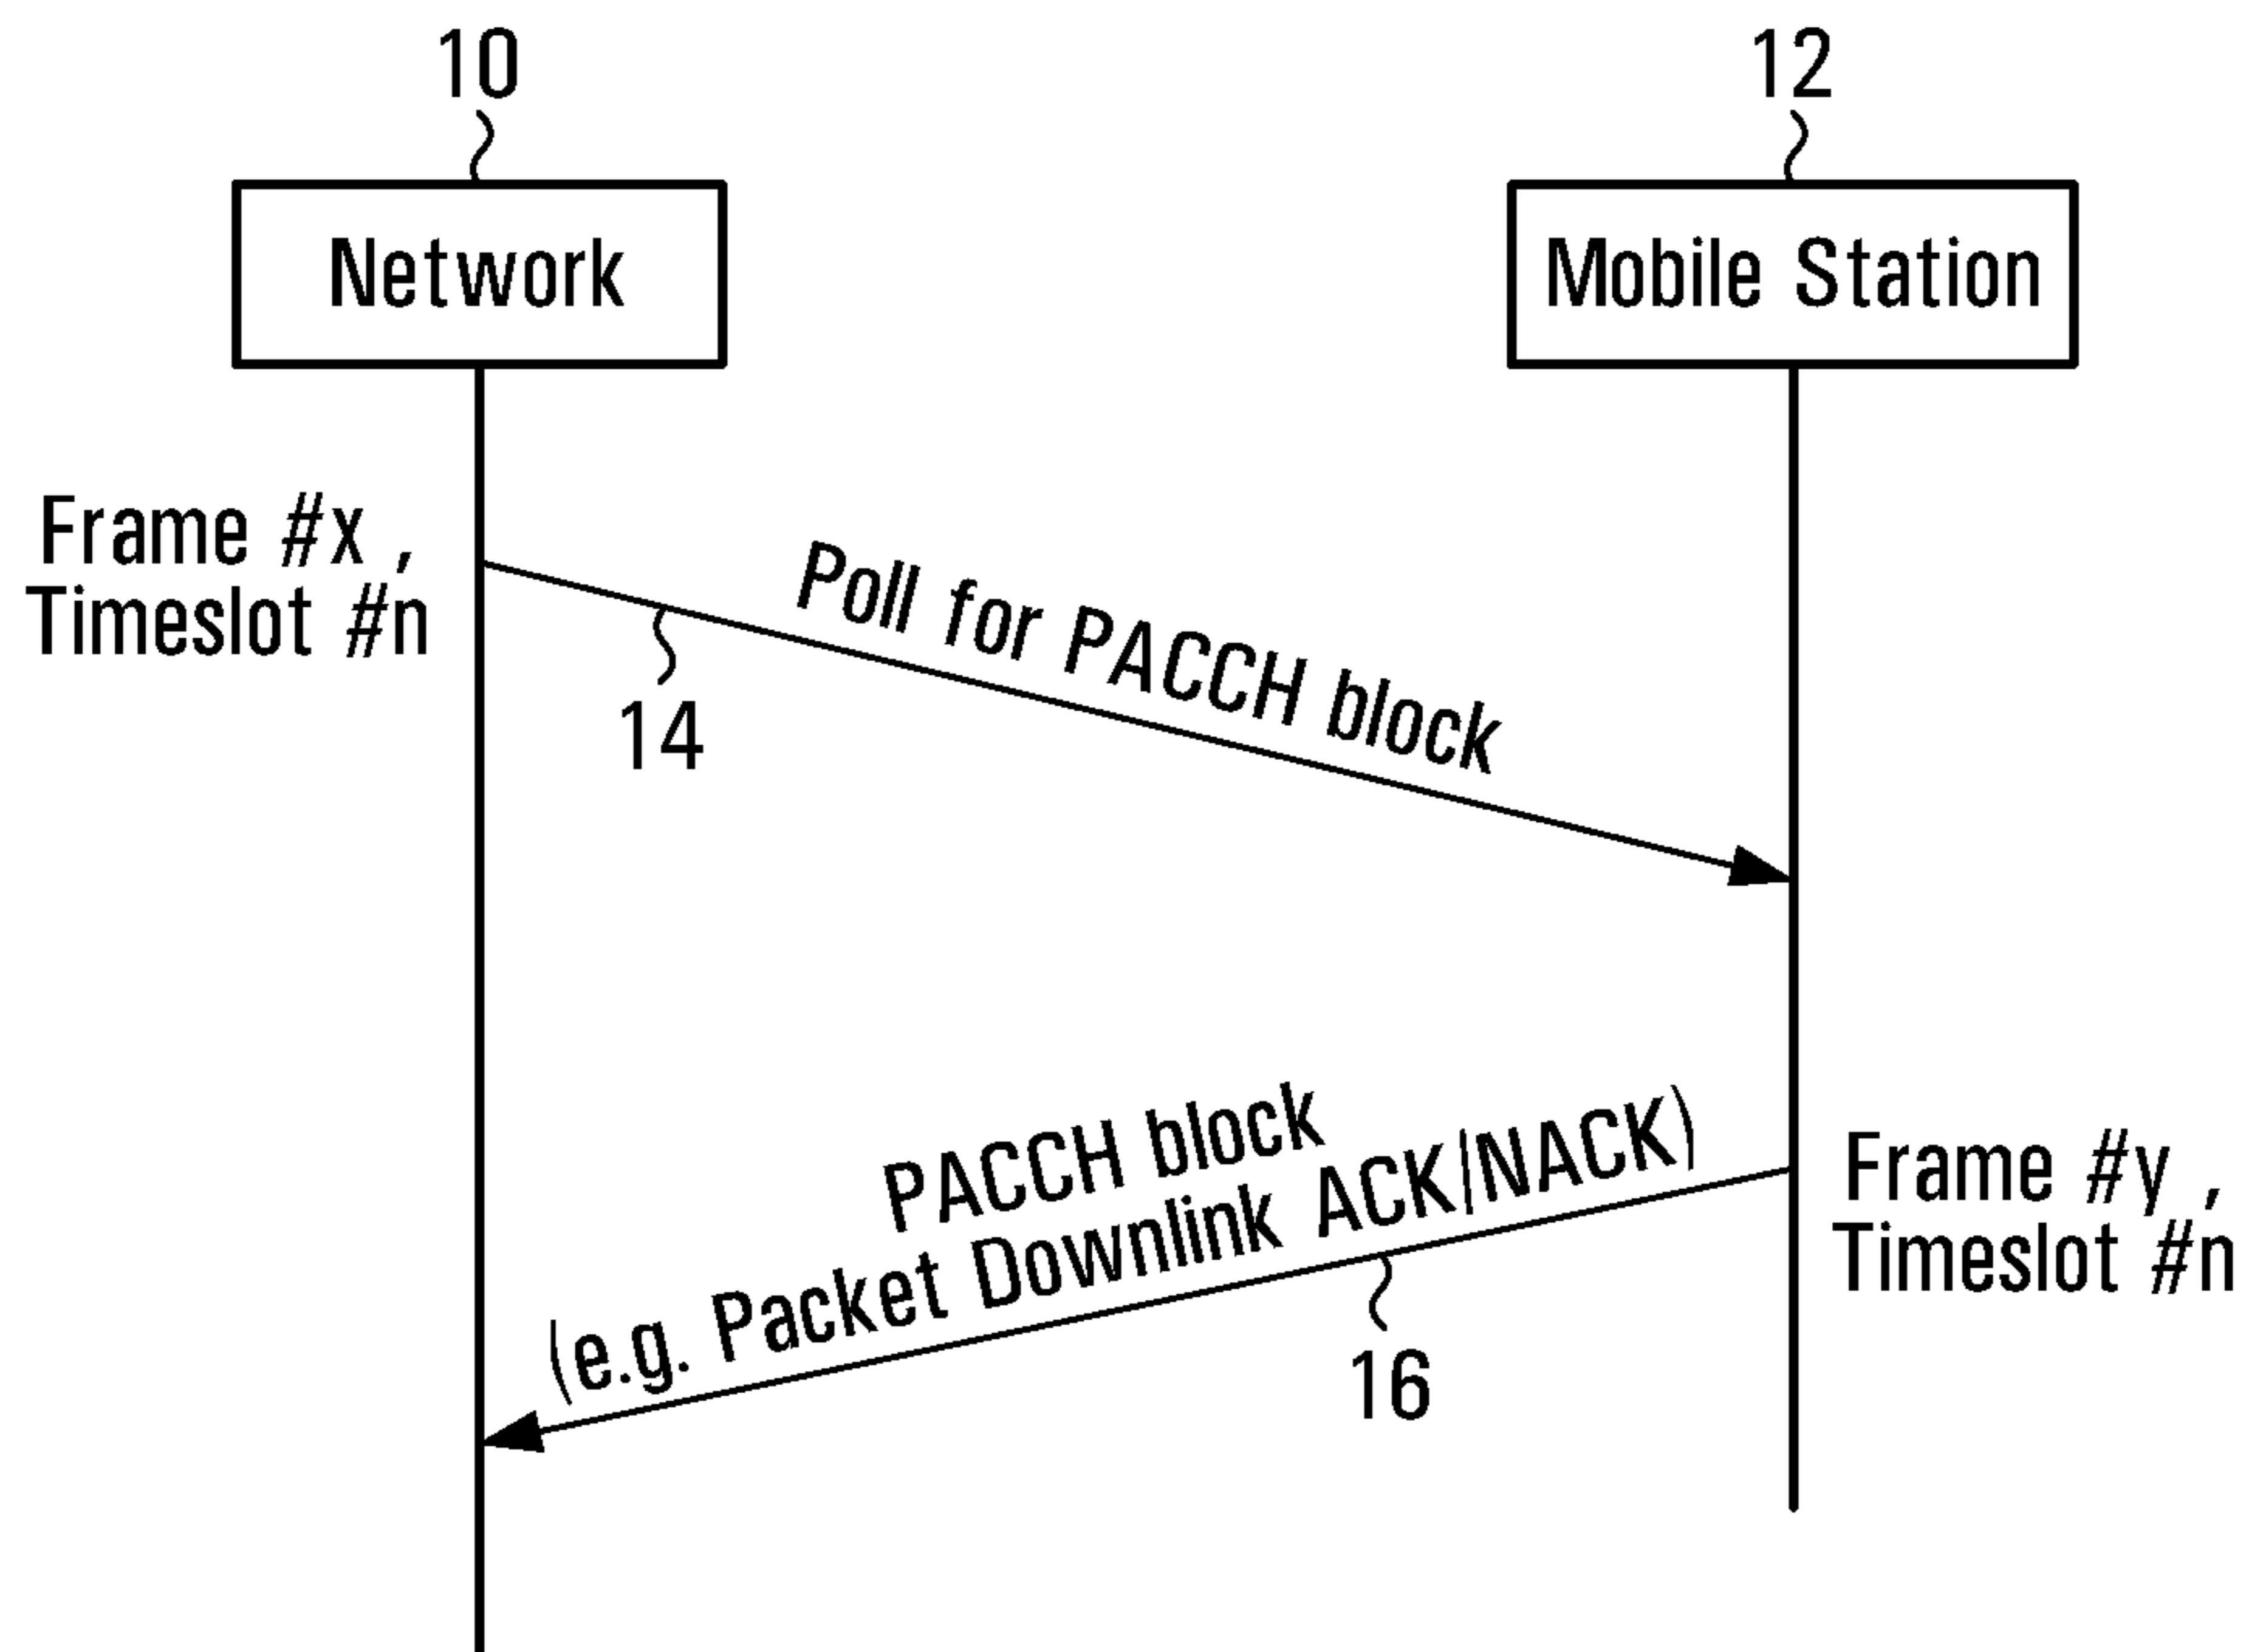 10
12
Network
Mobile Station
Frame #x ,
Timeslot #n
Poll for PACCH block
14
PACCH block
(e.g. Packet Downlink ACK/NACK)
Frame #y ,
Timeslot #n
16